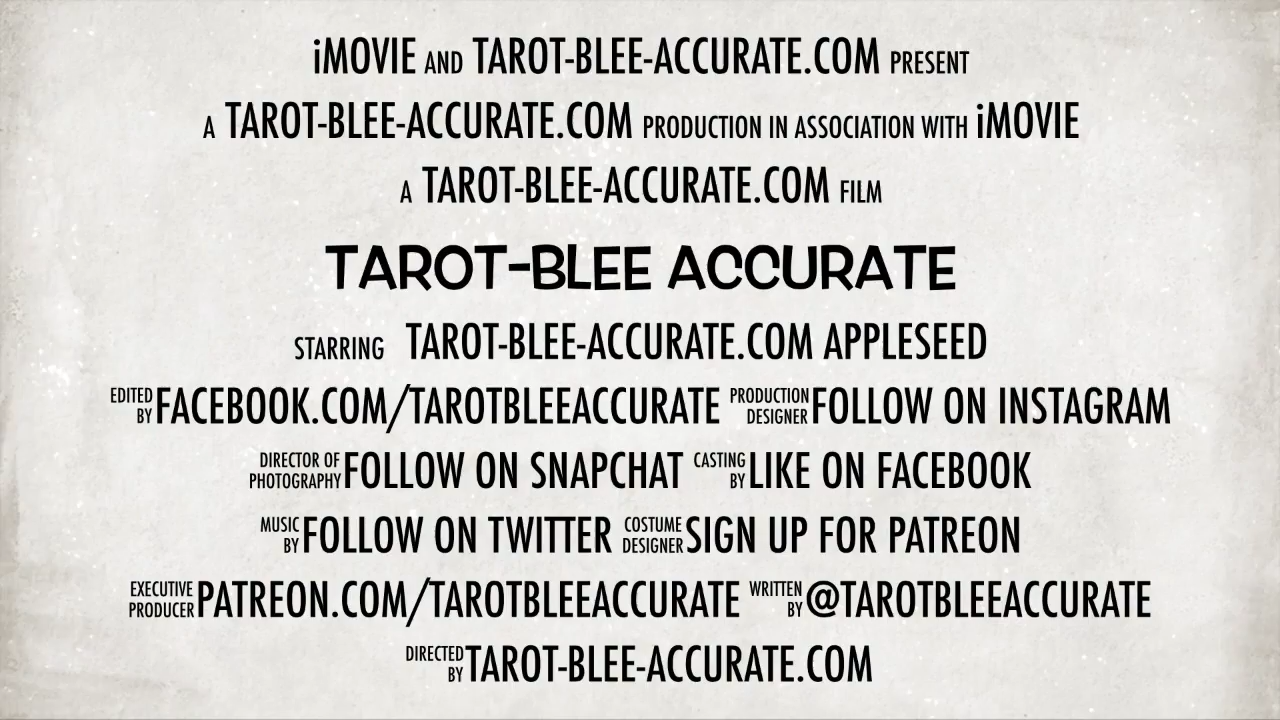 iMOVIE AND TAROT-BLEE-ACCURATE.COM PRESENT
A TAROT-BLEE-ACCURATE.COM PRODUCTION IN ASSOCIATION WITH iMOVIE
A TAROT-BLEE-ACCURATE.COM FILM
TAROT-BLEE ACCURATE
STARRING TAROT-BLEE-ACCURATE.COM APPLESEED
EDITED BY FACEBOOK.COM/TAROTBLEEACCURATE PRODUCTION DESIGNER FOLLOW ON INSTAGRAM
DIRECTOR OF PHOTOGRAPHY FOLLOW ON SNAPCHAT CASTING BY LIKE ON FACEBOOK
MUSIC BY FOLLOW ON TWITTER COSTUME DESIGNER SIGN UP FOR PATREON
EXECUTIVE PRODUCER PATREON.COM/TAROTBLEEACCURATE WRITTEN BY @TAROTBLEEACCURATE
DIRECTED BY TAROT-BLEE-ACCURATE.COM